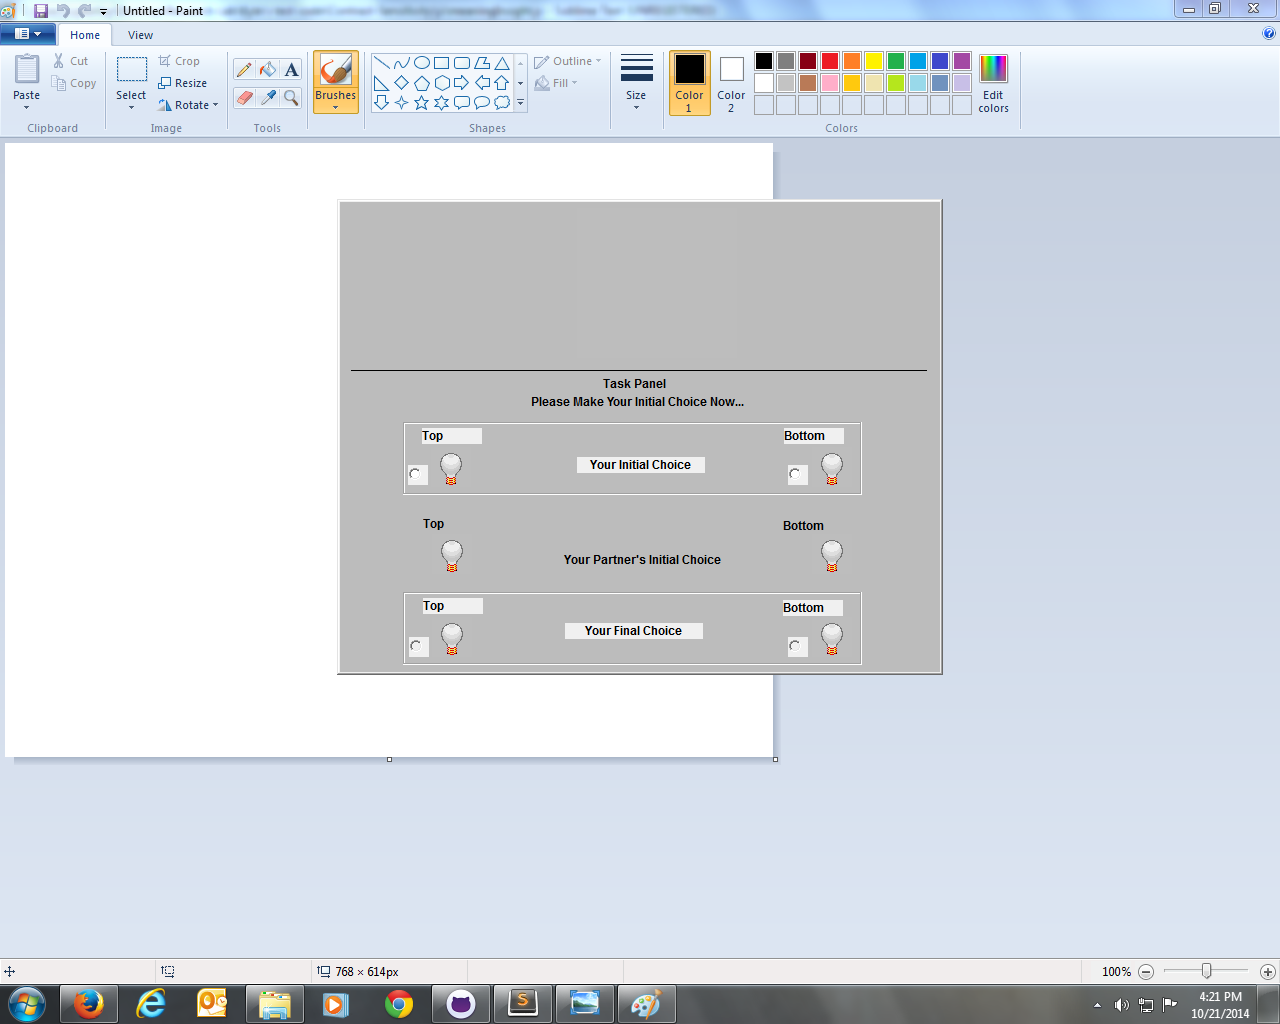 Untitled - Paint
Home View
Paste
Cut
Copy
Clipboard
Select
Crop
Resize
Rotate
Image
A
Tools
Brushes
Outline
Fill
Shapes
Size
Color 1
Color 2
Edit colors
Colors
Task Panel
Please Make Your Initial Choice Now...
Top Bottom
Your Initial Choice
Top Bottom
Your Partner's Initial Choice
Top Bottom
Your Final Choice
768 × 614px
100%
4:21 PM
10/21/2014